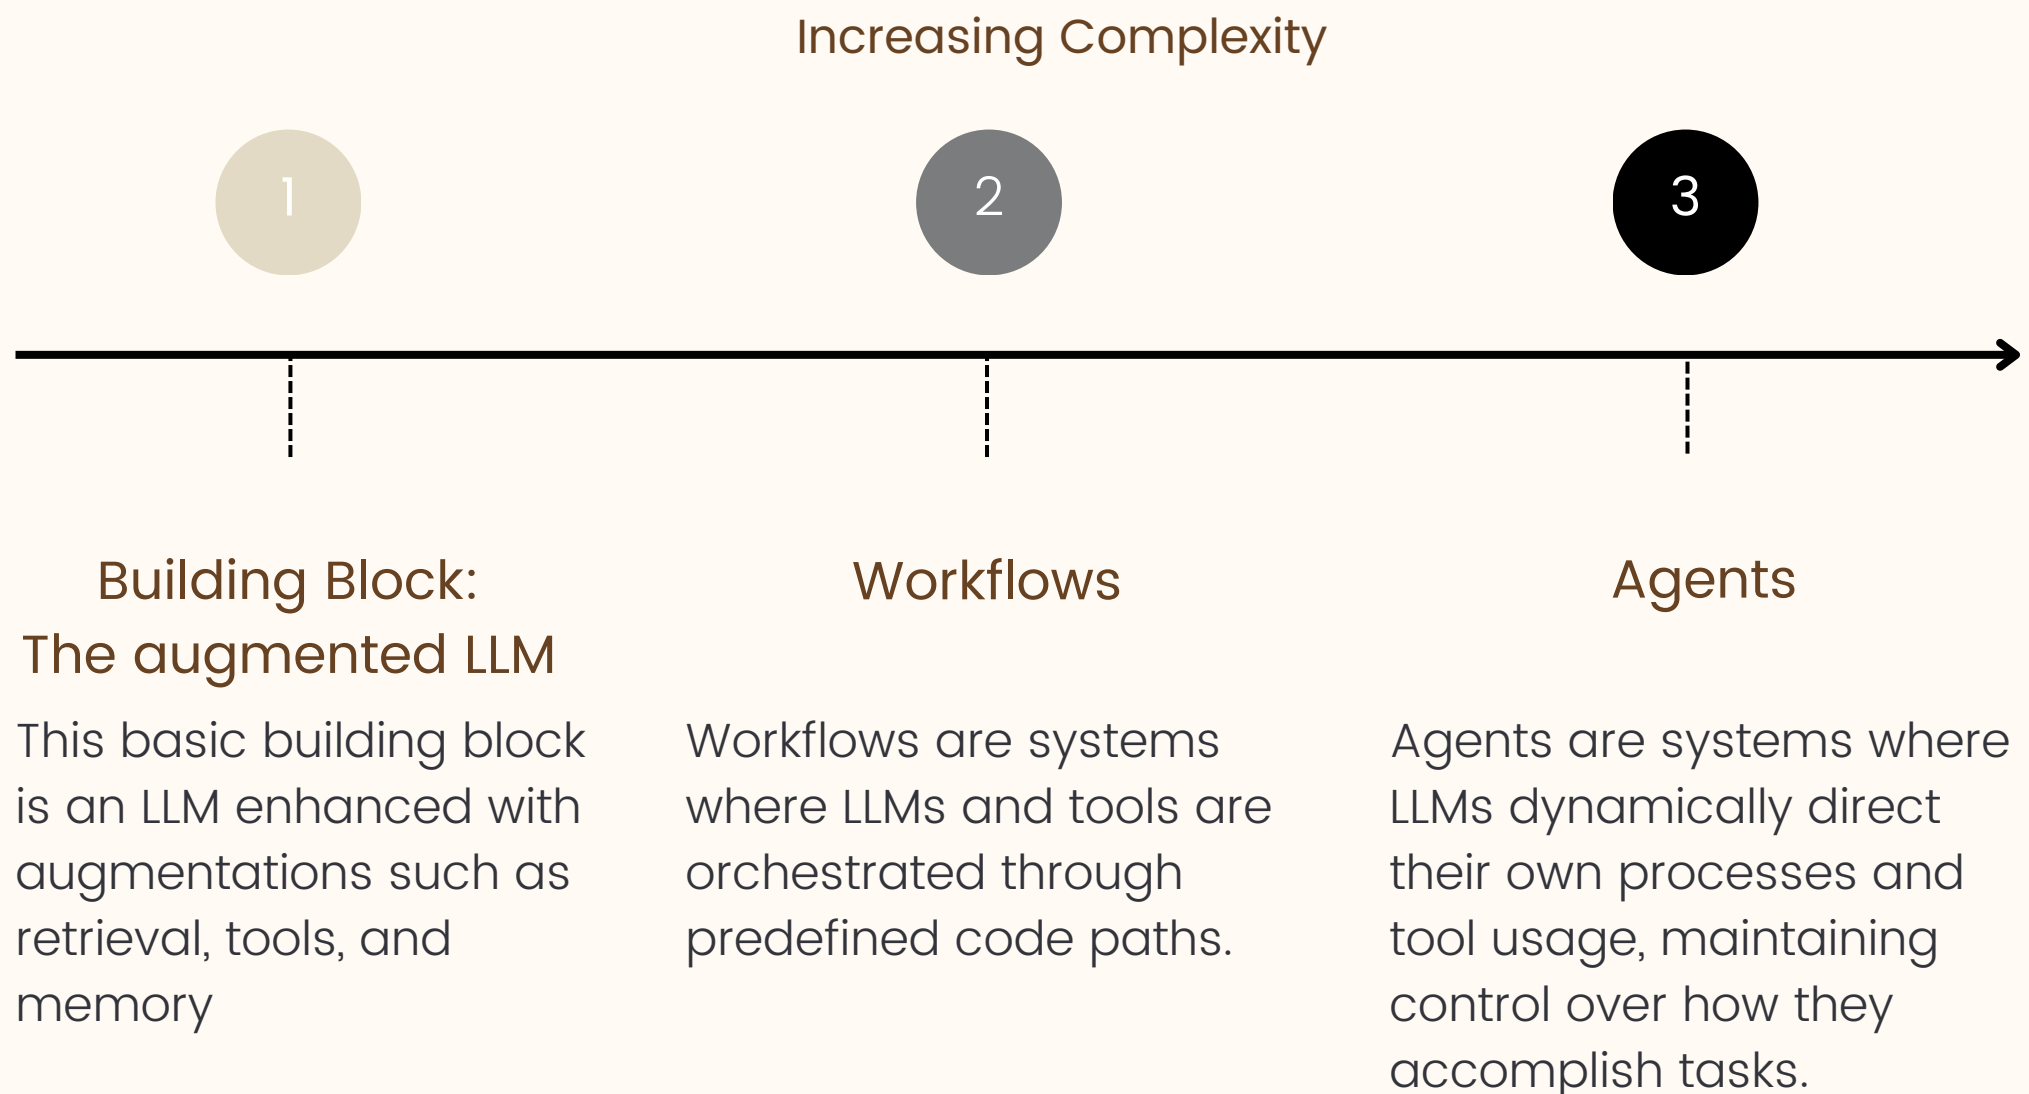 Increasing Complexity
1
2
3
Building Block:
The augmented LLM
This basic building block
is an LLM enhanced with
augmentations such as
retrieval, tools, and
memory
Workflows
Workflows are systems
where LLMs and tools are
orchestrated through
predefined code paths.
Agents
Agents are systems where
LLMs dynamically direct
their own processes and
tool usage, maintaining
control over how they
accomplish tasks.